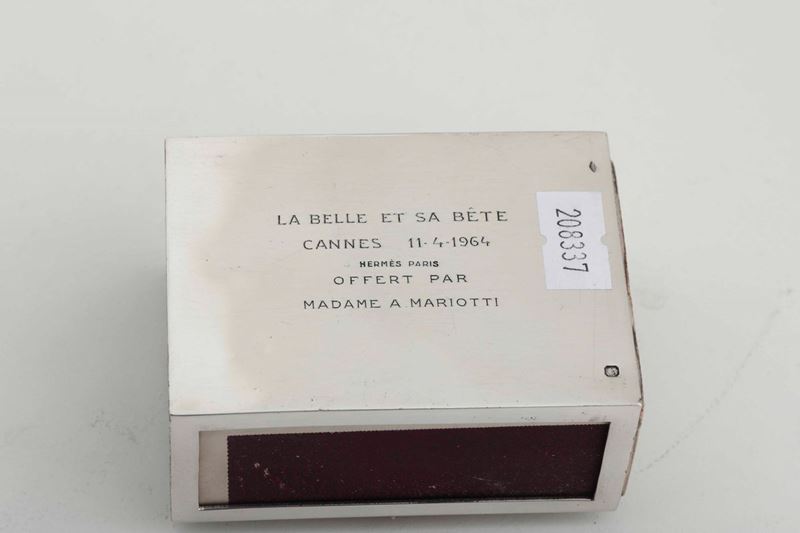 LA BELLE ET SA BÊTE
CANNES 11-4-1964
HERMÈS PARIS
OFFERT PAR
MADAME A MARIOTTI
208337